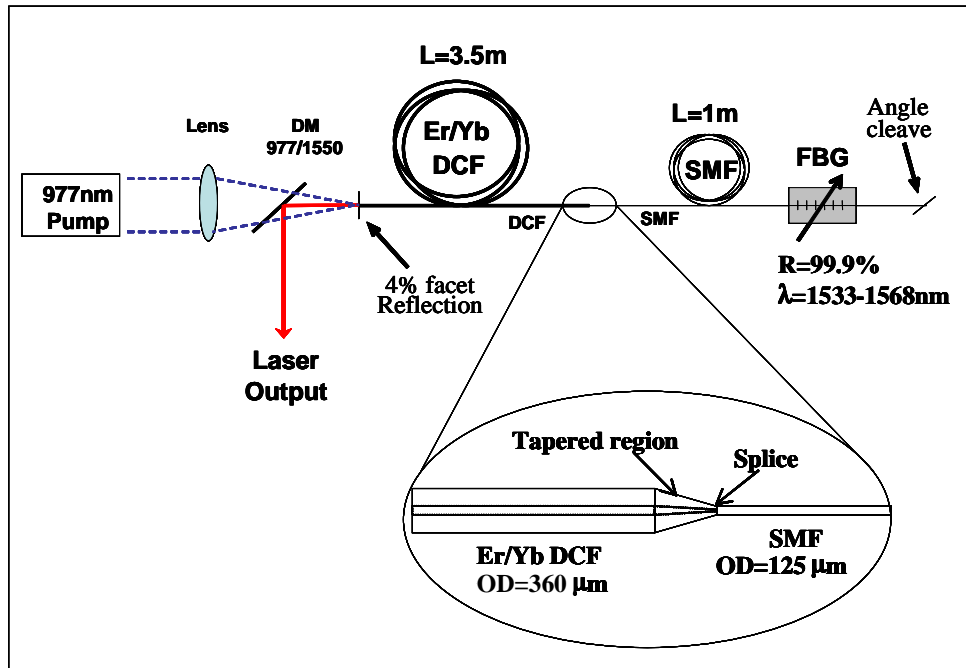 L=3.5m
Er/Yb
DCF
Lens
DM
977/1550
977nm
Pump
4% facet
Reflection
Laser
Output
DCF
SMF
L=1m
SMF
FBG
Angle
cleave
R=99.9%
λ=1533-1568nm
Tapered region
Splice
Er/Yb DCF
OD=360 μm
SMF
OD=125 μm